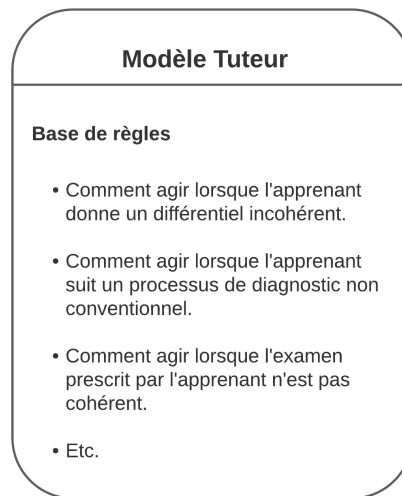 Modèle Tuteur
Base de règles
• Comment agir lorsque l'apprenant
donne un différentiel incohérent.
• Comment agir lorsque l'apprenant
suit un processus de diagnostic non
conventionnel.
• Comment agir lorsque l'examen
prescrit par l'apprenant n'est pas
cohérent.
• Etc.